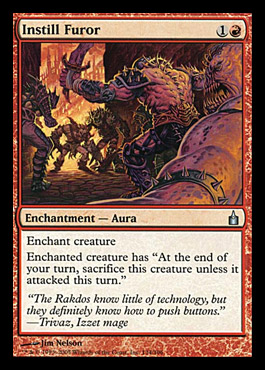 Instill Furor
1
Enchantment — Aura
Enchant creature
Enchanted creature has “At the end of
your turn, sacrifice this creature unless it
attacked this turn.”
“The Rakdos know little of technology, but
they definitely know how to push buttons.”
—Trivaz, Izzet mage
Jim Nelson